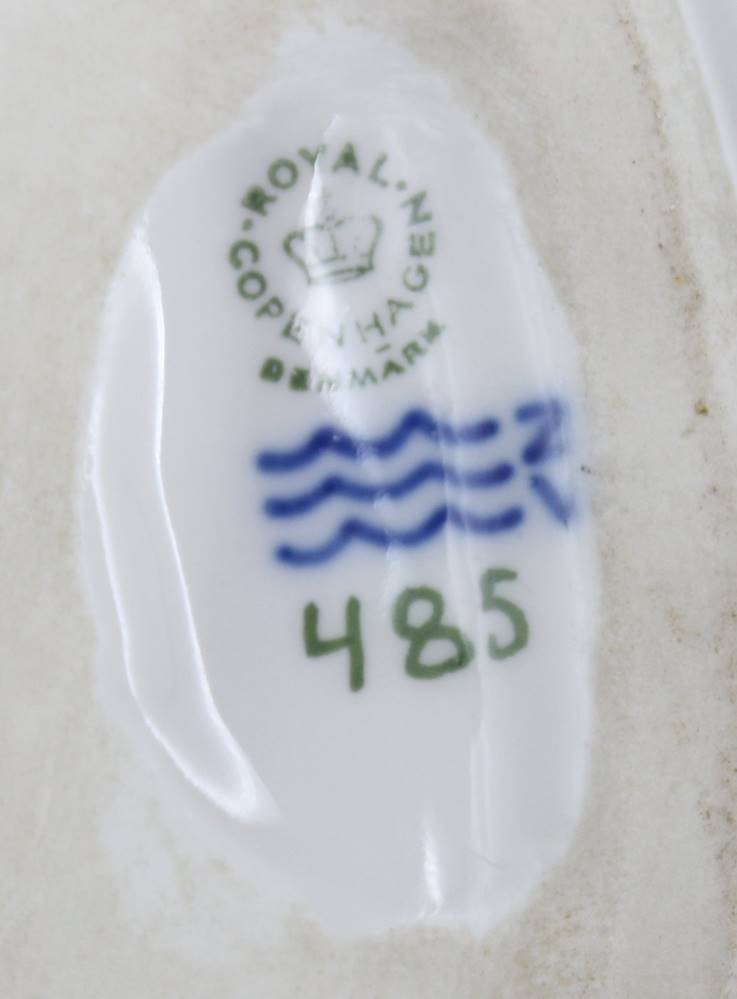 ROYAL
COPENHAGEN
DENMARK
485